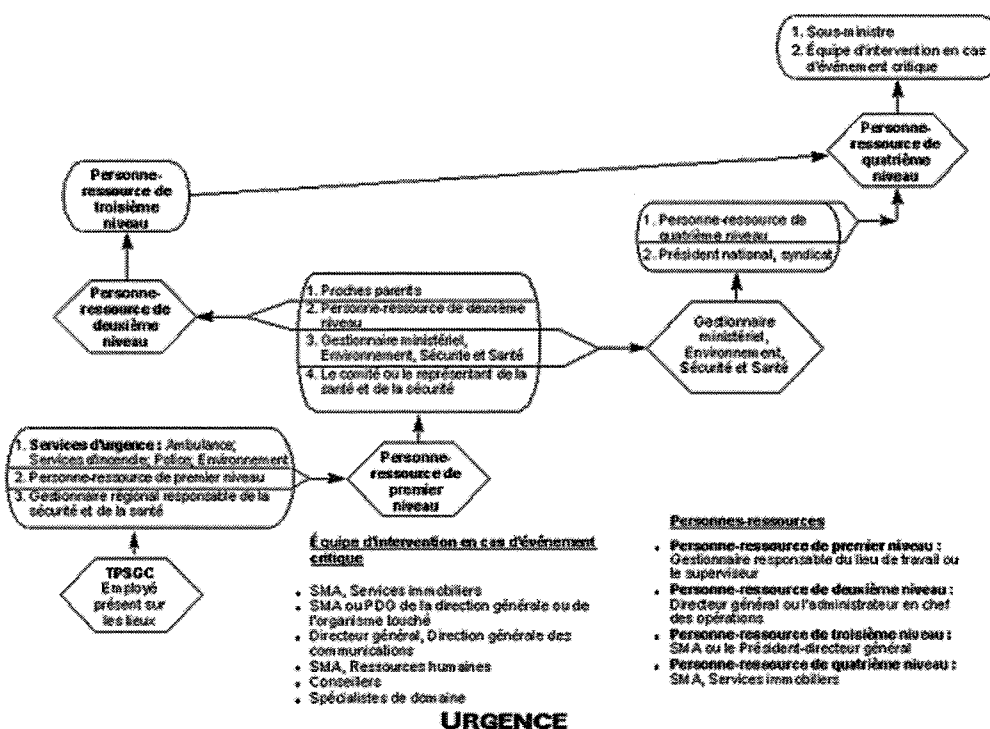 1. Sous-ministre
2. Équipe d'intervention en cas
d'événement critique
Personne-
ressource de
quatrième
niveau
Personne-
ressource de
troisième
niveau
1. Personne-ressource de
quatrième niveau
2. Président national, syndicat
Personne-
ressource de
deuxième
niveau
1. Proches parents
2. Personne-ressource de deuxième
niveau
3. Gestionnaire ministériel,
Environnement, Sécurité et Santé
4. Le comité ou le représentant de la
santé et de la sécurité
Gestionnaire
ministériel,
Environnement,
Sécurité et Santé
1. Services d'urgence : Ambulance;
Services d'incendie; Police; Environnement
2. Personne-ressource de premier niveau
3. Gestionnaire régional responsable de la
sécurité et de la santé
Personne-
ressource de
premier
niveau
TPSGC
Employé
présent sur
les lieux
Équipe d'intervention en cas d'événement
critique
• SMA, Services immobiliers
• SMA ou PDG de la direction générale ou de
l'organisme touché
• Directeur général, Direction générale des
communications
• SMA, Ressources humaines
• Conseillers
• Spécialistes de domaine
Personnes-ressources
• Personne-ressource de premier niveau :
Gestionnaire responsable du lieu de travail ou
le superviseur
• Personne-ressource de deuxième niveau :
Directeur général ou l'administrateur en chef
des opérations
• Personne-ressource de troisième niveau :
SMA ou le Président-directeur général
• Personne-ressource de quatrième niveau :
SMA, Services immobiliers
URGENCE